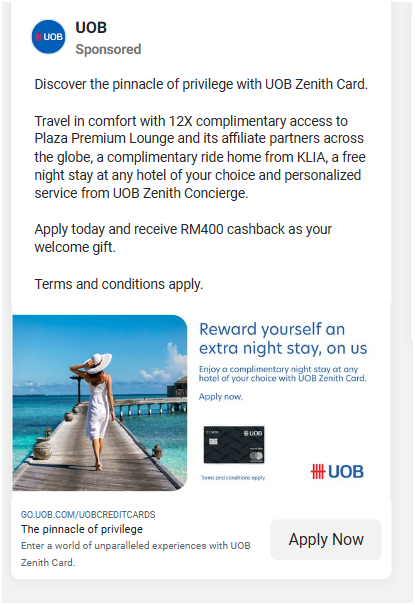 UOB
UOB
Sponsored
Discover the pinnacle of privilege with UOB Zenith Card.
Travel in comfort with 12X complimentary access to
Plaza Premium Lounge and its affiliate partners across
the globe, a complimentary ride home from KLIA, a free
night stay at any hotel of your choice and personalized
service from UOB Zenith Concierge.
Apply today and receive RM400 cashback as your
welcome gift.
Terms and conditions apply.
Reward yourself an
extra night stay, on us
Enjoy a complimentary night stay at any
hotel of your choice with UOB Zenith Card.
Apply now.
ZENITH
UOB
Terms and conditions apply
UOB
GO.UOB.COM/UOBCREDITCARDS
The pinnacle of privilege
Enter a world of unparalleled experiences with UOB
Zenith Card.
Apply Now